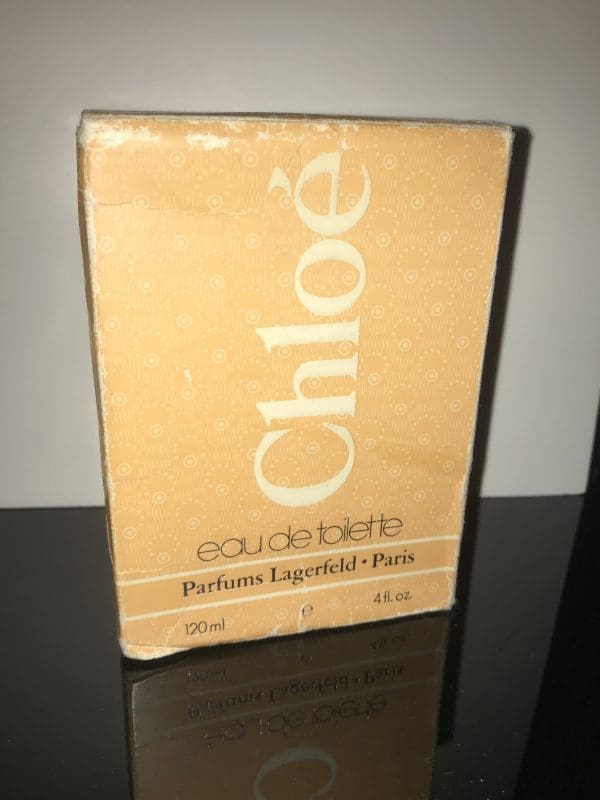 Chloé
eau de toilette
Parfums Lagerfeld • Paris
120 ml ℮ 4 fl. oz.